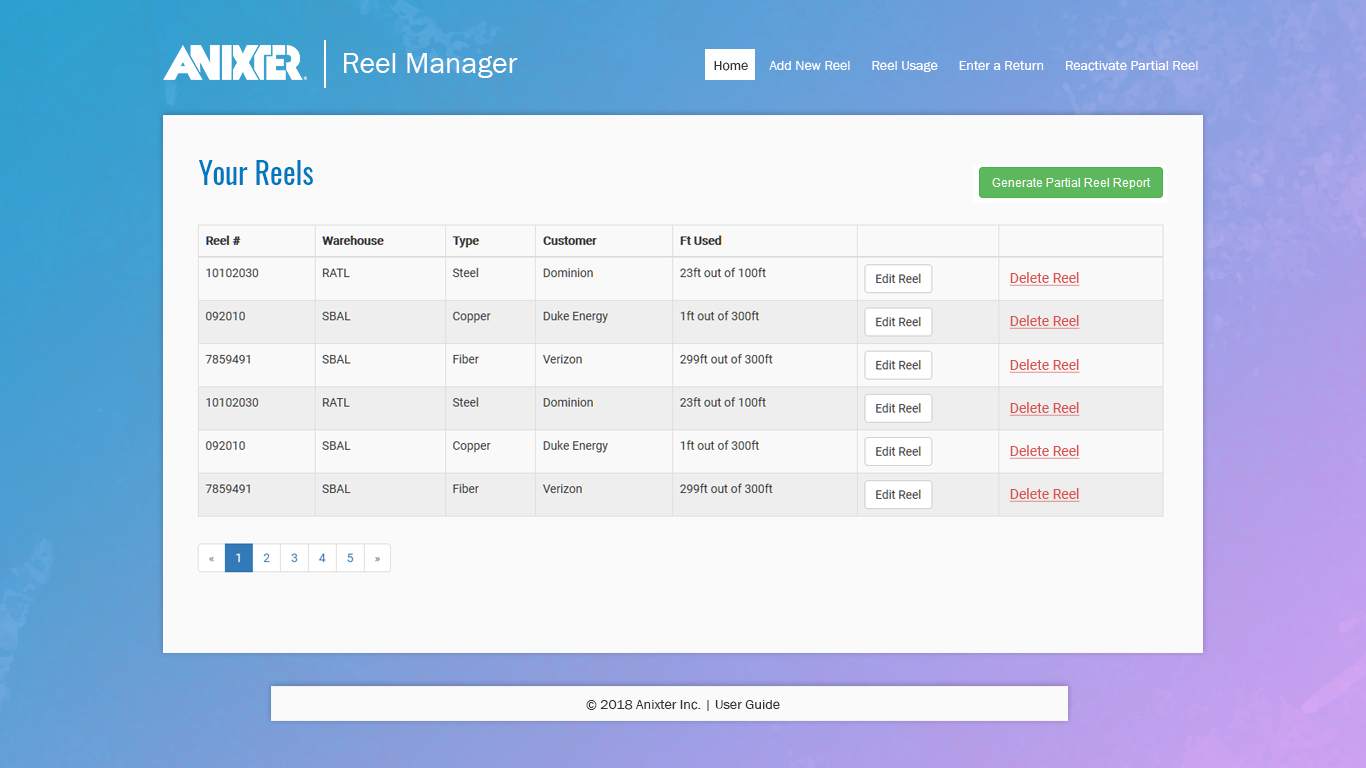 ANIXTER | Reel Manager Home Add New Reel Reel Usage Enter a Return Reactivate Partial Reel
Your Reels
Generate Partial Reel Report
Reel # Warehouse Type Customer Ft Used
10102030 RATL Steel Dominion 23ft out of 100ft Edit Reel Delete Reel
092010 SBAL Copper Duke Energy 1ft out of 300ft Edit Reel Delete Reel
7859491 SBAL Fiber Verizon 299ft out of 300ft Edit Reel Delete Reel
10102030 RATL Steel Dominion 23ft out of 100ft Edit Reel Delete Reel
092010 SBAL Copper Duke Energy 1ft out of 300ft Edit Reel Delete Reel
7859491 SBAL Fiber Verizon 299ft out of 300ft Edit Reel Delete Reel
« 1 2 3 4 5 »
© 2018 Anixter Inc. | User Guide